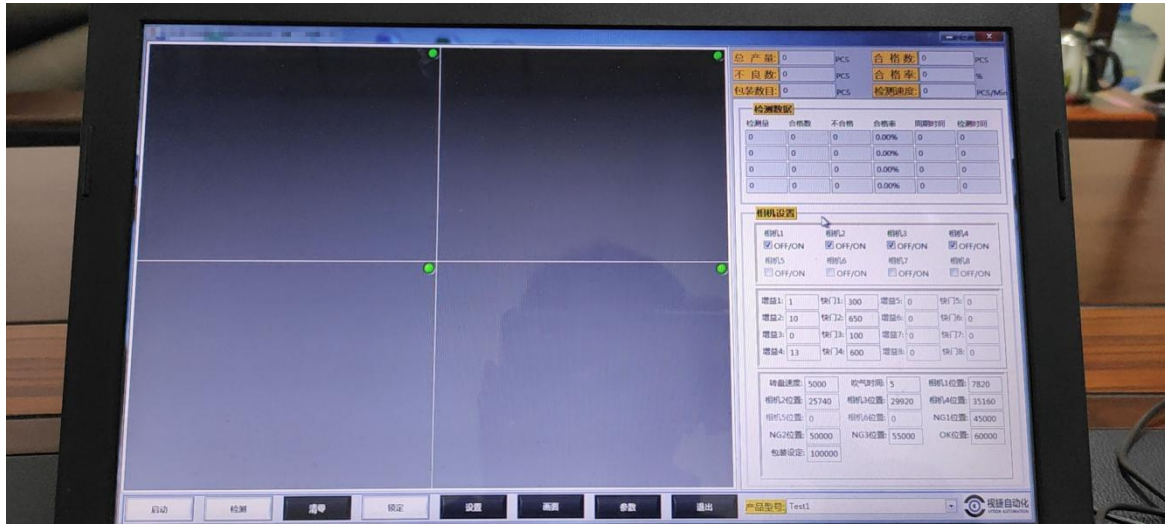 总产量: 0 PCS 合格数: 0 PCS
不良数: 0 PCS 合格率: 0 %
包装数目: 0 PCS 检测速度: 0 PCS/Min
检测数据
检测量 合格数 不合格 合格率 周期时间 检测时间
0 0 0 0.00% 0 0
0 0 0 0.00% 0 0
0 0 0 0.00% 0 0
0 0 0 0.00% 0 0
相机设置
相机1 相机2 相机3 相机4
OFF/ON OFF/ON OFF/ON OFF/ON
相机5 相机6 相机7 相机8
OFF/ON OFF/ON OFF/ON OFF/ON
增益1: 1 快门1: 300 增益5: 0 快门5: 0
增益2: 10 快门2: 650 增益6: 0 快门6: 0
增益3: 0 快门3: 100 增益7: 0 快门7: 0
增益4: 13 快门4: 600 增益8: 0 快门8: 0
转盘速度: 5000 吹气时间: 5 相机1位置: 7820
相机2位置: 25740 相机3位置: 29920 相机4位置: 35160
相机5位置: 0 相机6位置: 0 NG1位置: 45000
NG2位置: 50000 NG3位置: 55000 OK位置: 60000
包装设定: 100000
启动 检测 清零 锁定 设置 画面 参数 退出 产品型号: Test1 视捷自动化